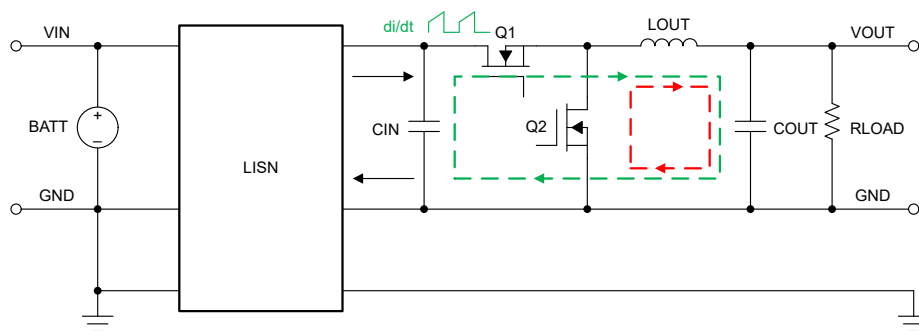 di/dt
Q1
LOUT
VIN
VOUT
+
BATT
−
LISN
CIN
Q2
COUT
RLOAD
GND
GND